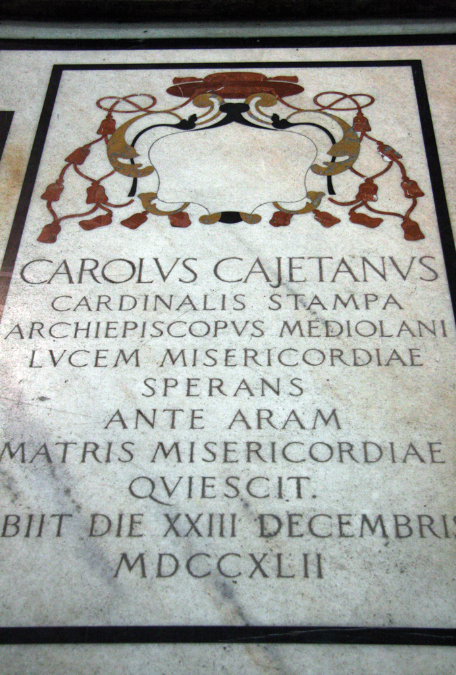 CAROLVS CAJETANVS
CARDINALIS STAMPA
ARCHIEPISCOPVS MEDIOLANI
LVCEM MISERICORDIAE
SPERANS
ANTE ARAM
MATRIS MISERICORDIAE
QVIESCIT.
BIIT DIE XXIII DECEMBRIS
MDCCXLII